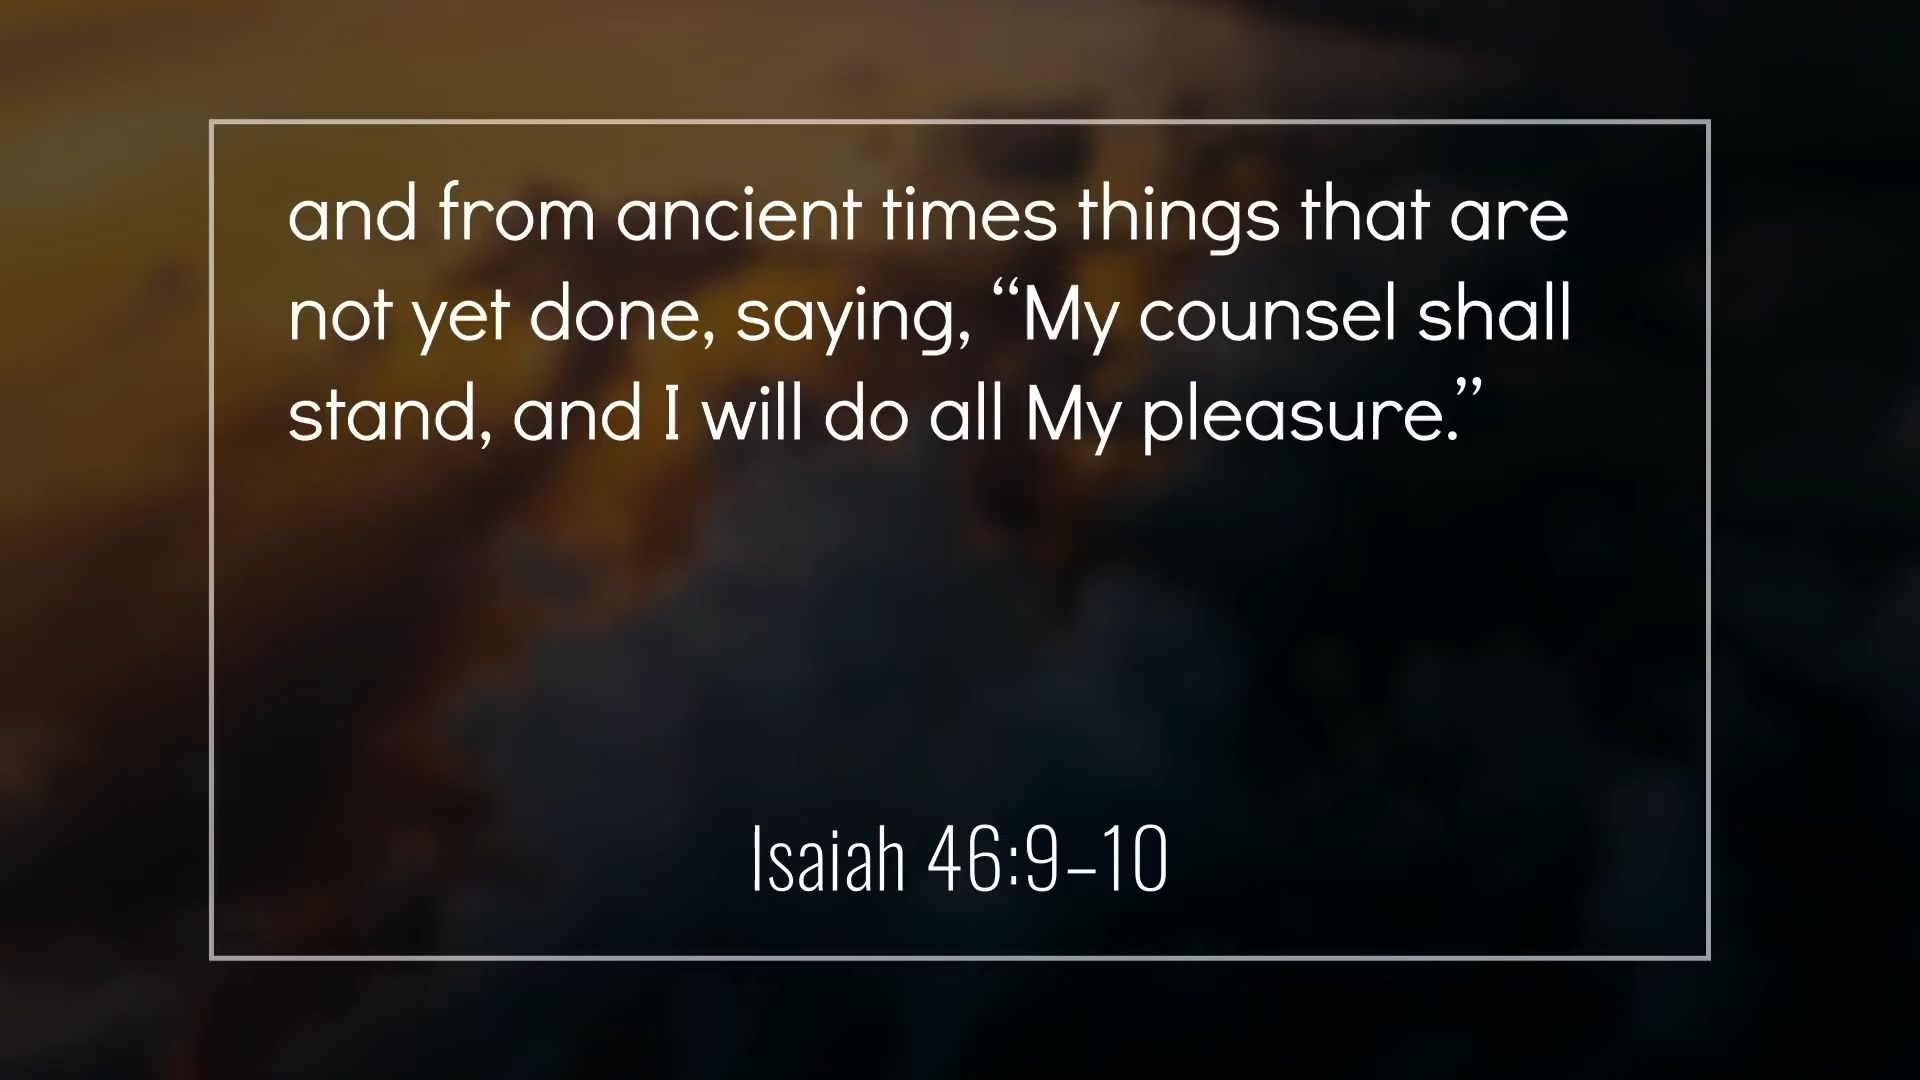 and from ancient times things that are
not yet done, saying, “My counsel shall
stand, and I will do all My pleasure.”
Isaiah 46:9–10